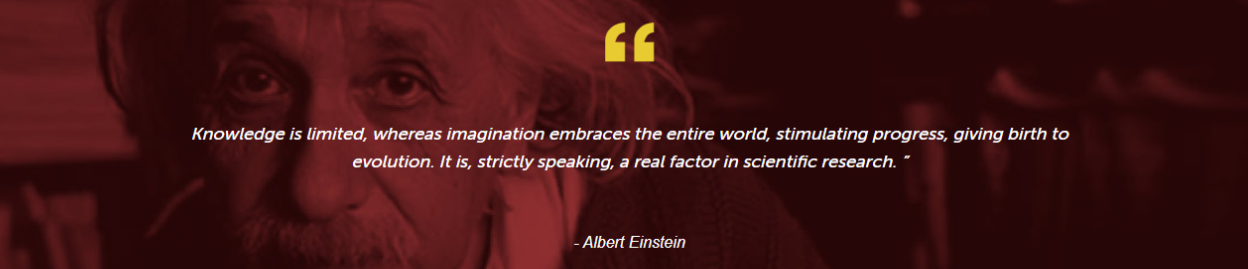 “
Knowledge is limited, whereas imagination embraces the entire world, stimulating progress, giving birth to
evolution. It is, strictly speaking, a real factor in scientific research. ”
- Albert Einstein